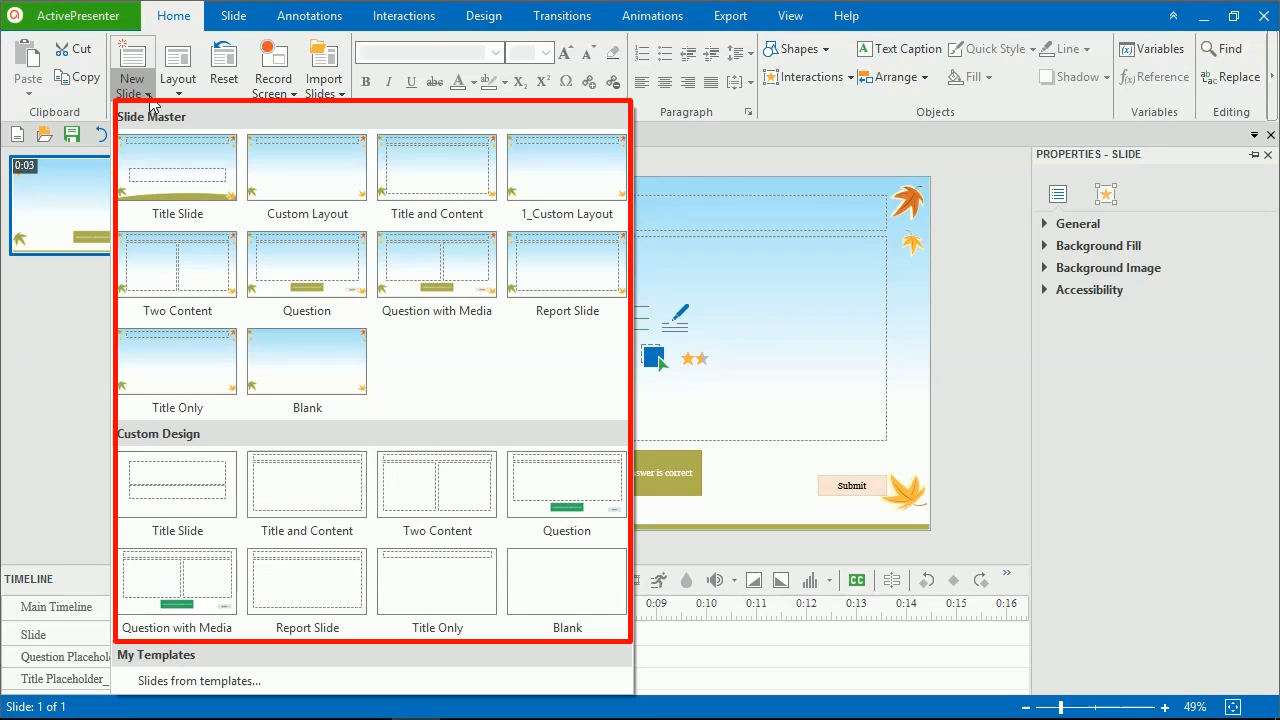 ActivePresenter Home Slide Annotations Interactions Design Transitions Animations Export View Help
Cut Shapes Text Quick Style Line Variables Find
Paste Copy New Slide Layout Reset Record Screen Import Slides Interactions Arrange Fill Shadow Reference Replace
Clipboard Paragraph Objects Variables Editing
Slide Master
PROPERTIES - SLIDE
0:03
Title Slide Custom Layout Title and Content 1_Custom Layout
General
Background Fill
Background Image
Accessibility
Two Content Question Question with Media Report Slide
Title Only Blank
Custom Design
is correct
Submit
Title Slide Title and Content Two Content Question
TIMELINE
CC
Main Timeline 0:09 0:10 0:11 0:12 0:13 0:14 0:15 0:16
Question with Media Report Slide Title Only Blank
Slide
My Templates
Question
Title Placeholder_
Slides from templates...
Slide: 1 of 1 49%